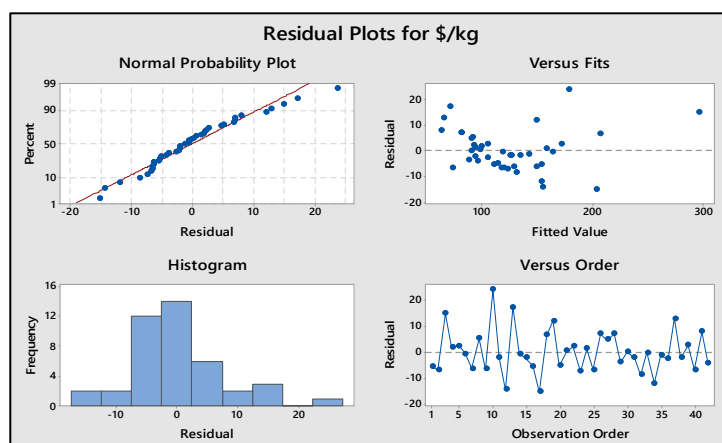 Residual Plots for $/kg
Normal Probability Plot
99
90
50
10
1
Percent
-20 -10 0 10 20
Residual
Versus Fits
20
10
0
-10
-20
Residual
100 200 300
Fitted Value
Histogram
16
12
8
4
0
Frequency
-10 0 10 20
Residual
Versus Order
20
10
0
-10
-20
Residual
1 5 10 15 20 25 30 35 40
Observation Order